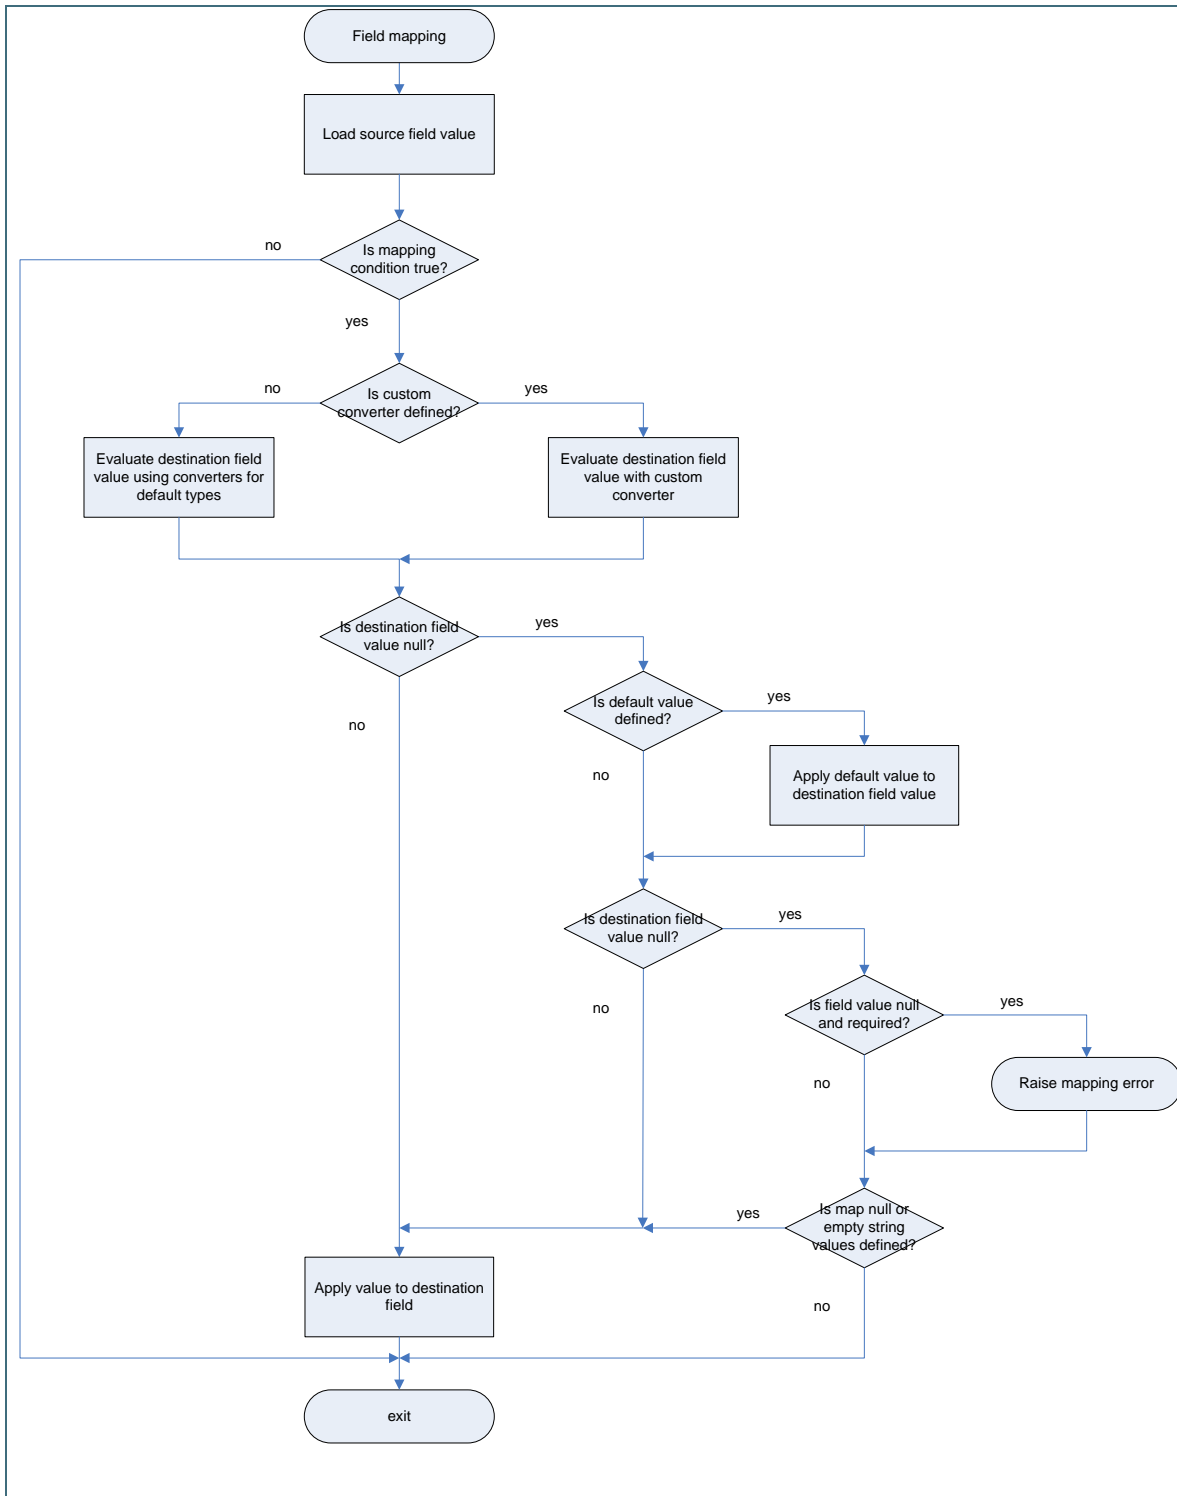 Field mapping
Load source field value
Is mapping
condition true?
no
yes
Is custom
converter defined?
no
yes
Evaluate destination field
value using converters for
default types
Evaluate destination field
value with custom
converter
Is destination field
value null?
yes
no
Is default value
defined?
yes
no
Apply default value to
destination field value
Is destination field
value null?
yes
no
Is field value null
and required?
yes
no
Raise mapping error
Is map null or
empty string
values defined?
yes
no
Apply value to destination
field
exit